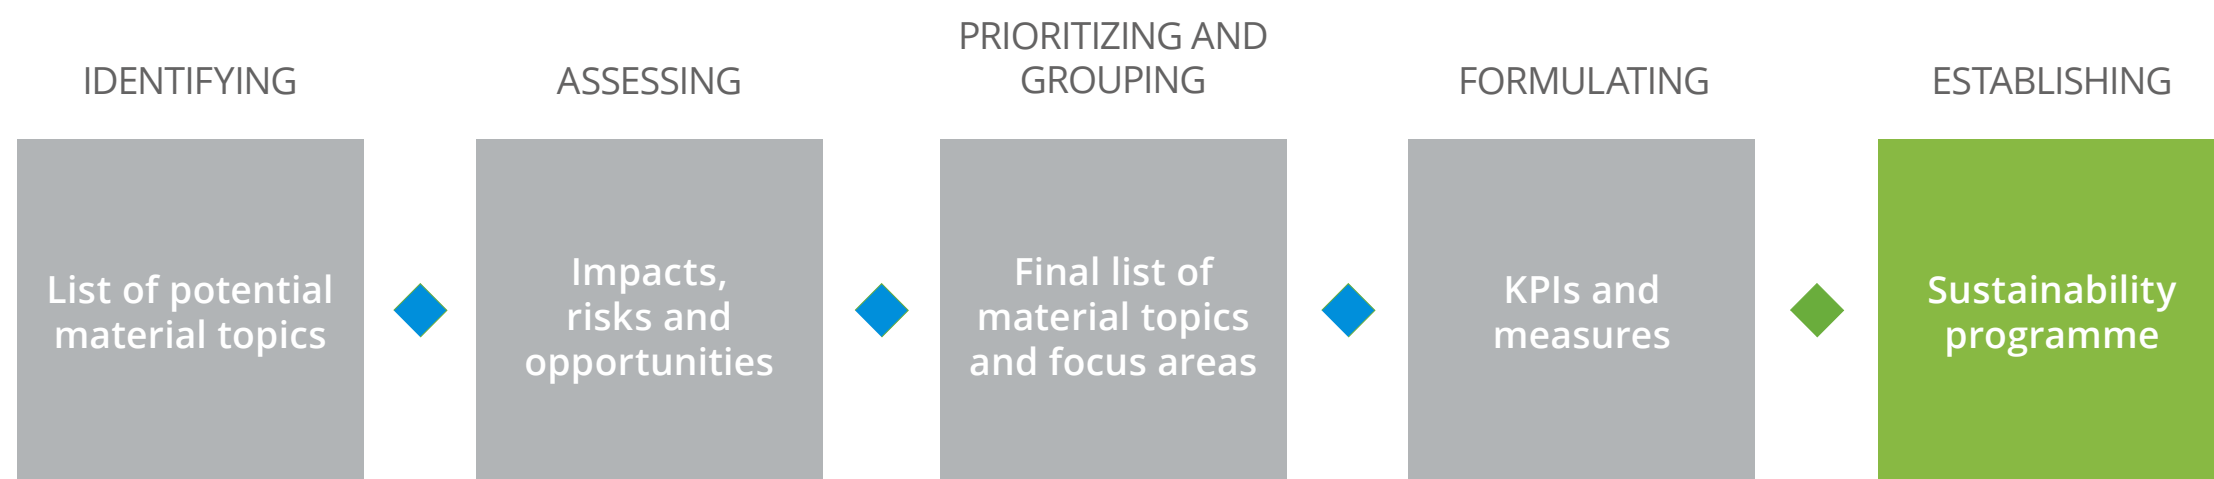 IDENTIFYING
List of potential
material topics
ASSESSING
Impacts,
risks and
opportunities
PRIORITIZING AND
GROUPING
Final list of
material topics
and focus areas
FORMULATING
KPIs and
measures
ESTABLISHING
Sustainability
programme